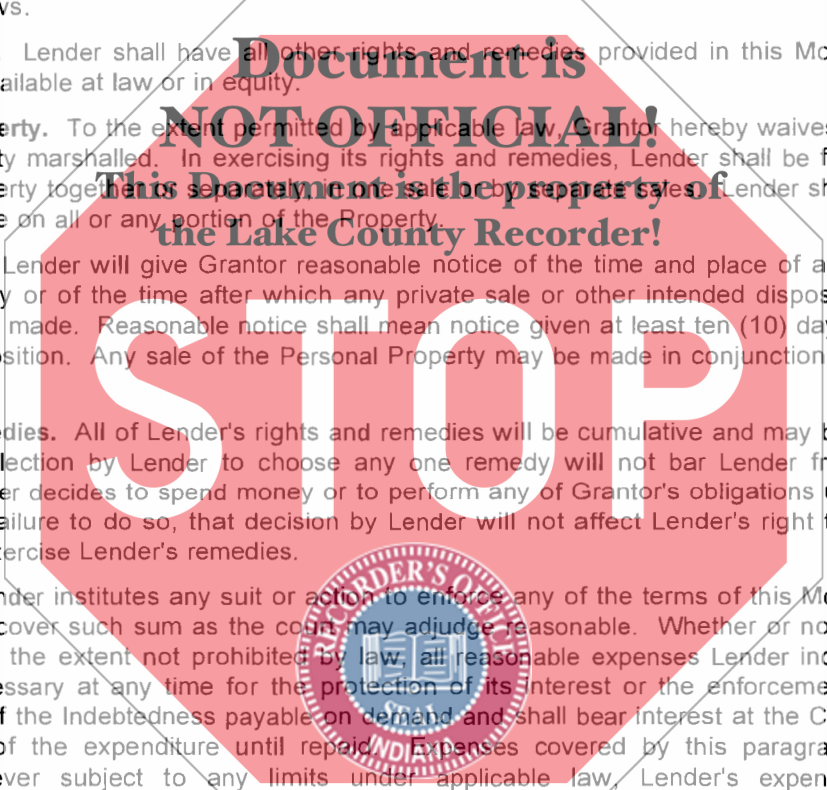 vs.
Lender shall have all other rights and remedies provided in this Mo
ailable at law or in equity.
Document is
NOT OFFICIAL!
This Document is the property of
the Lake County Recorder!
erty. To the extent permitted by applicable law, Grantor hereby waives
ty marshalled. In exercising its rights and remedies, Lender shall be f
erty together or separately, in one sale or by separate sales. Lender sh
e on all or any portion of the Property.
Lender will give Grantor reasonable notice of the time and place of a
y or of the time after which any private sale or other intended dispos
made. Reasonable notice shall mean notice given at least ten (10) day
sition. Any sale of the Personal Property may be made in conjunction
STOP
dies. All of Lender's rights and remedies will be cumulative and may b
lection by Lender to choose any one remedy will not bar Lender fr
er decides to spend money or to perform any of Grantor's obligations u
ailure to do so, that decision by Lender will not affect Lender's right t
ercise Lender's remedies.
nder institutes any suit or action to enforce any of the terms of this Mo
cover such sum as the court may adjudge reasonable. Whether or no
the extent not prohibited by law, all reasonable expenses Lender inc
essary at any time for the protection of its interest or the enforceme
f the Indebtedness payable on demand and shall bear interest at the C
of the expenditure until repaid. Expenses covered by this paragra
ver subject to any limits under applicable law, Lender's expen
RECORDER'S OFFICE
SEAL
INDIANA